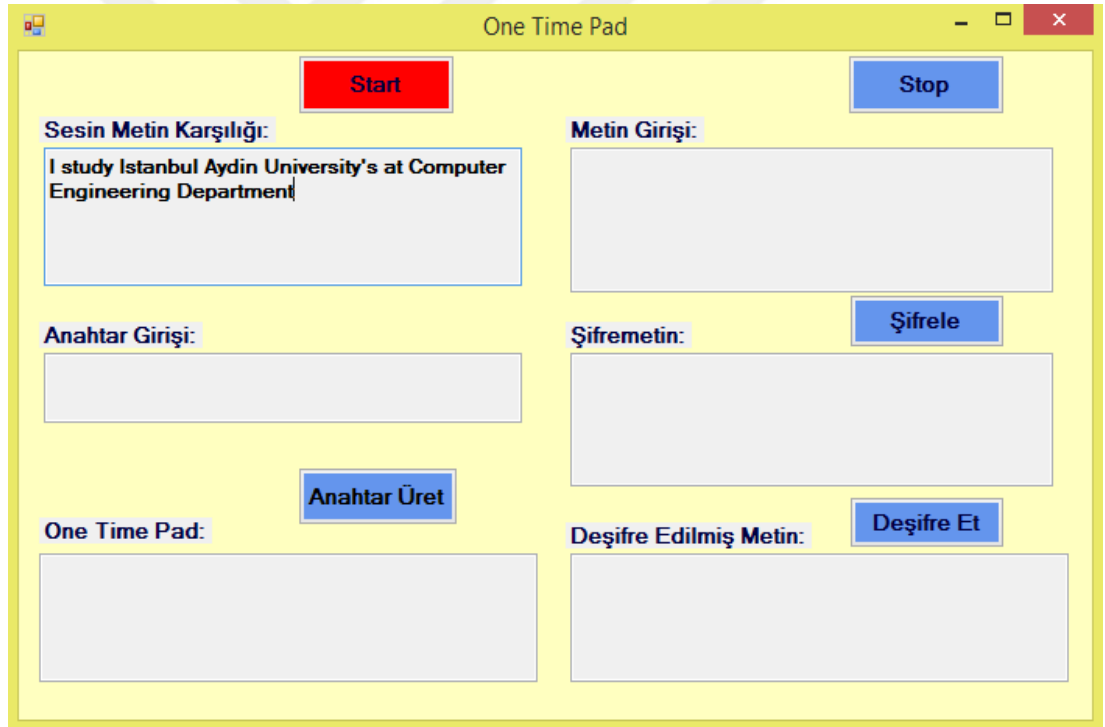 One Time Pad
Start
Stop
Sesin Metin Karşılığı:
Metin Girişi:
I study Istanbul Aydin University's at Computer
Engineering Department
Şifrele
Anahtar Girişi:
Şifremetin:
Anahtar Üret
Deşifre Et
One Time Pad:
Deşifre Edilmiş Metin: